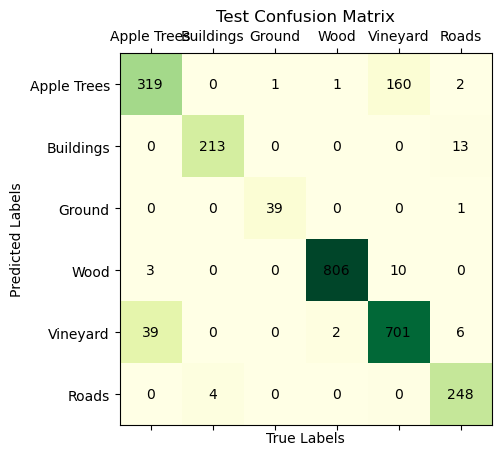 Test Confusion Matrix
Apple Trees Buildings Ground Wood Vineyard Roads
Apple Trees 319 0 1 1 160 2
Buildings 0 213 0 0 0 13
Ground 0 0 39 0 0 1
Wood 3 0 0 806 10 0
Vineyard 39 0 0 2 701 6
Roads 0 4 0 0 0 248
Predicted Labels
True Labels